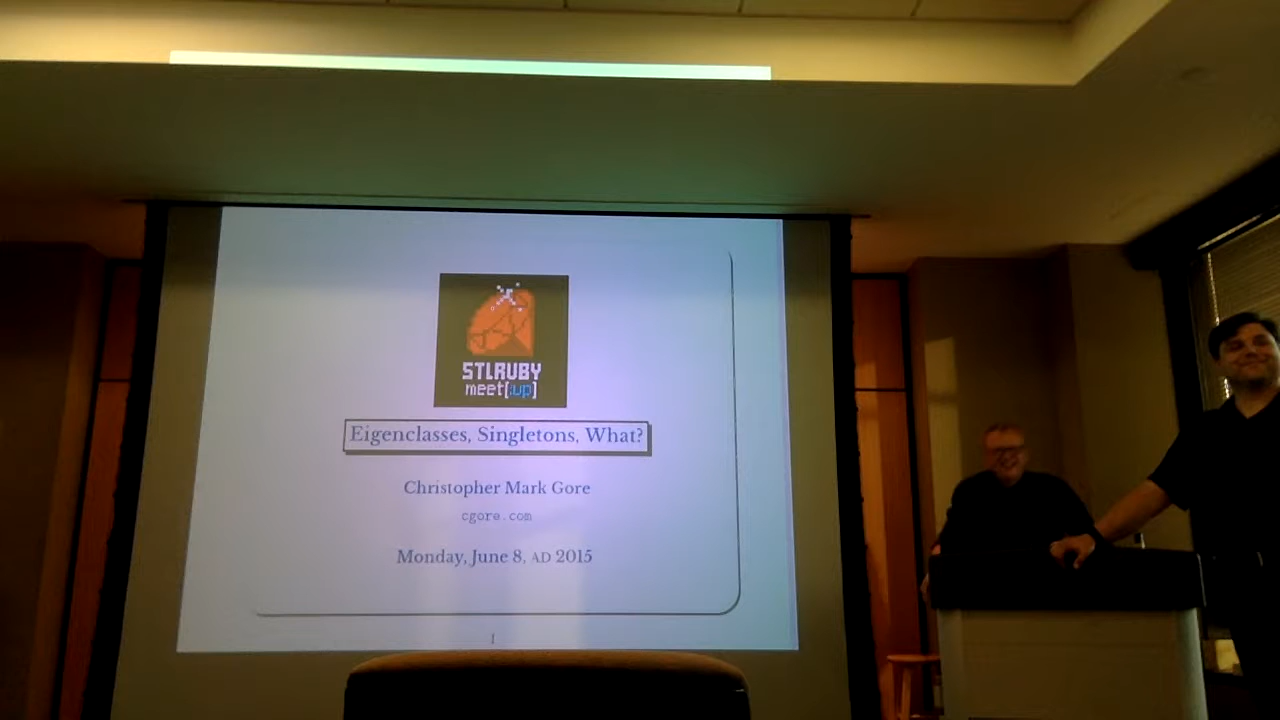 STLRUBY
meet[:up]
Eigenclasses, Singletons, What?
Christopher Mark Gore
cgore.com
Monday, June 8, AD 2015
1